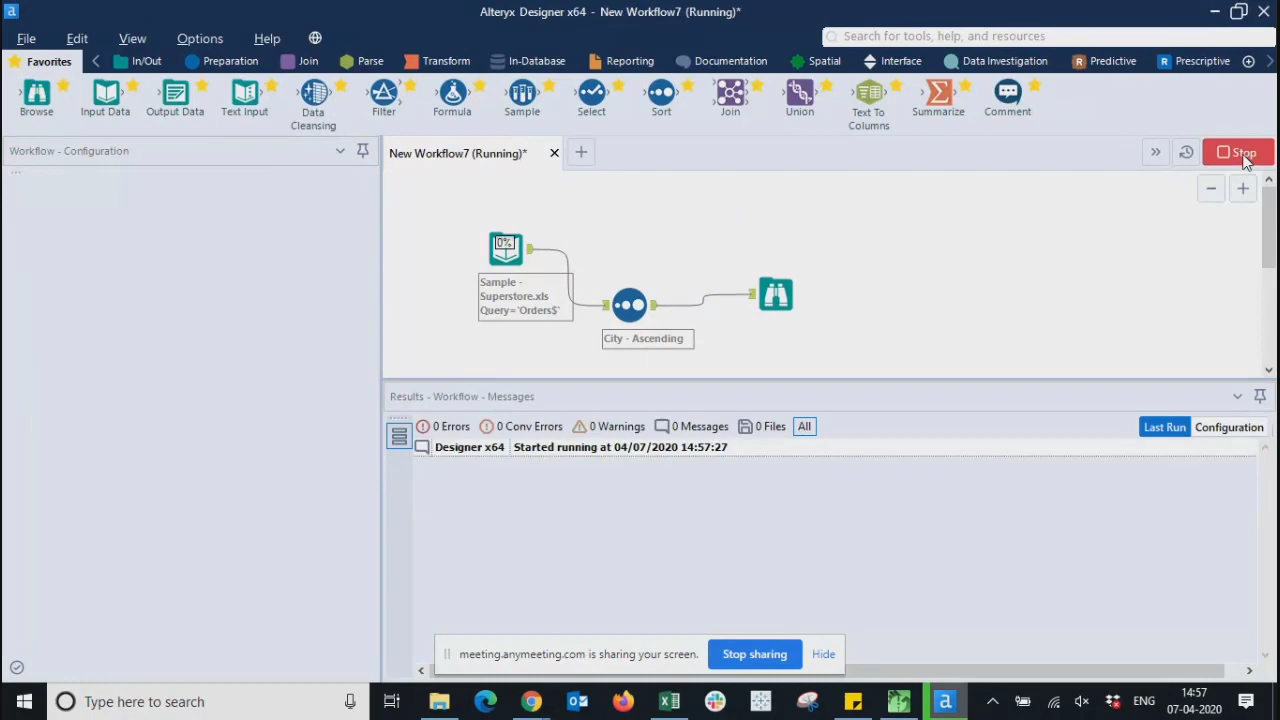 Alteryx Designer x64 - New Workflow7 (Running)*
File Edit View Options Help
Search for tools, help, and resources
Favorites In/Out Preparation Join Parse Transform In-Database Reporting Documentation Spatial Interface Data Investigation Predictive Prescriptive
Browse Input Data Output Data Text Input Data Cleansing Filter Formula Sample Select Sort Join Union Text To Columns Summarize Comment
Workflow - Configuration
New Workflow7 (Running)*
Stop
0%
Sample -
Superstore.xls
Query=`Orders$`
City - Ascending
Results - Workflow - Messages
0 Errors 0 Conv Errors 0 Warnings 0 Messages 0 Files All Last Run Configuration
Designer x64 Started running at 04/07/2020 14:57:27
meeting.anymeeting.com is sharing your screen. Stop sharing Hide
Type here to search
ENG
14:57
07-04-2020